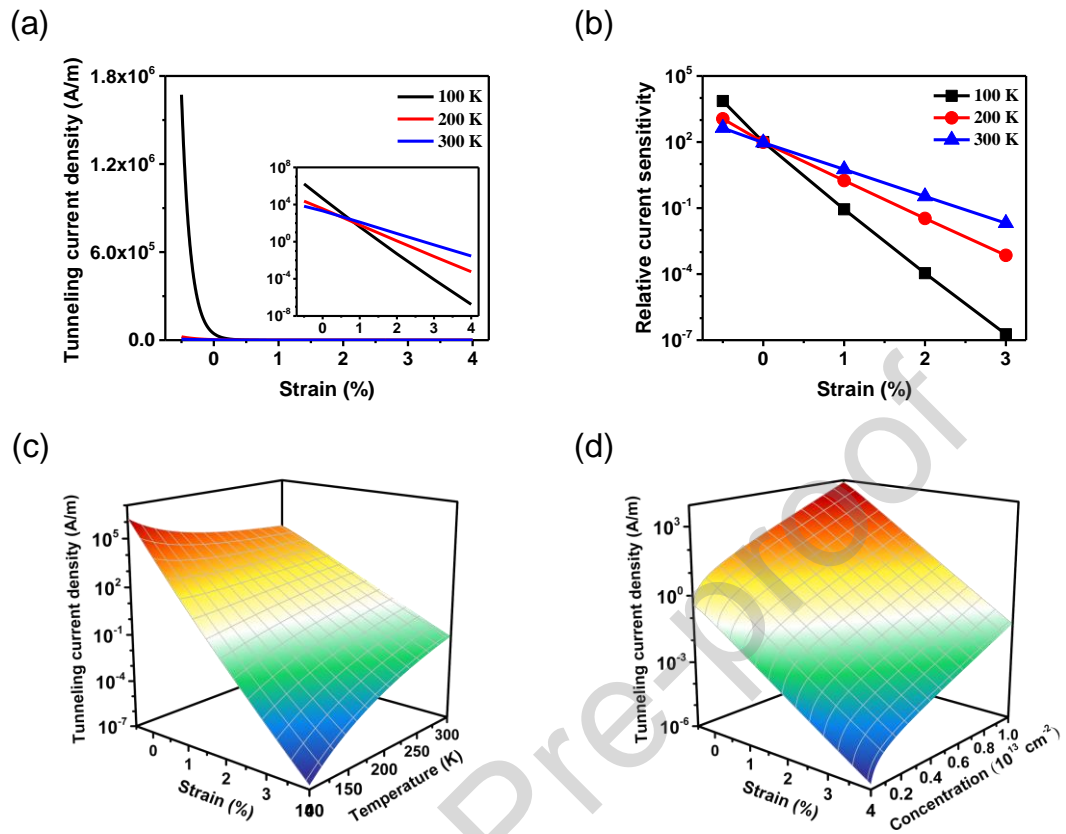 (a)
1.8x10^6
1.2x10^6
6.0x10^5
0.0
Tunneling current density (A/m)
100 K
200 K
300 K
10^8
10^4
10^0
10^-4
10^-8
0 1 2 3 4
0 1 2 3 4
Strain (%)
(b)
10^5
10^2
10^-1
10^-4
10^-7
Relative curent sensitivity
100 K
200 K
300 K
0 1 2 3
Strain (%)
(c)
Tunneling current density (A/m)
10^5
10^2
10^-1
10^-4
10^-7
0 1 2 3
Strain (%)
150 200 250 300
Temperature (K)
(d)
Tunneling current density (A/m)
10^3
10^0
10^-3
10^-6
0 1 2 3 4
Strain (%)
0.2 0.4 0.6 0.8 1.0
Concentration (10^13 cm^-2)
Pre-proof